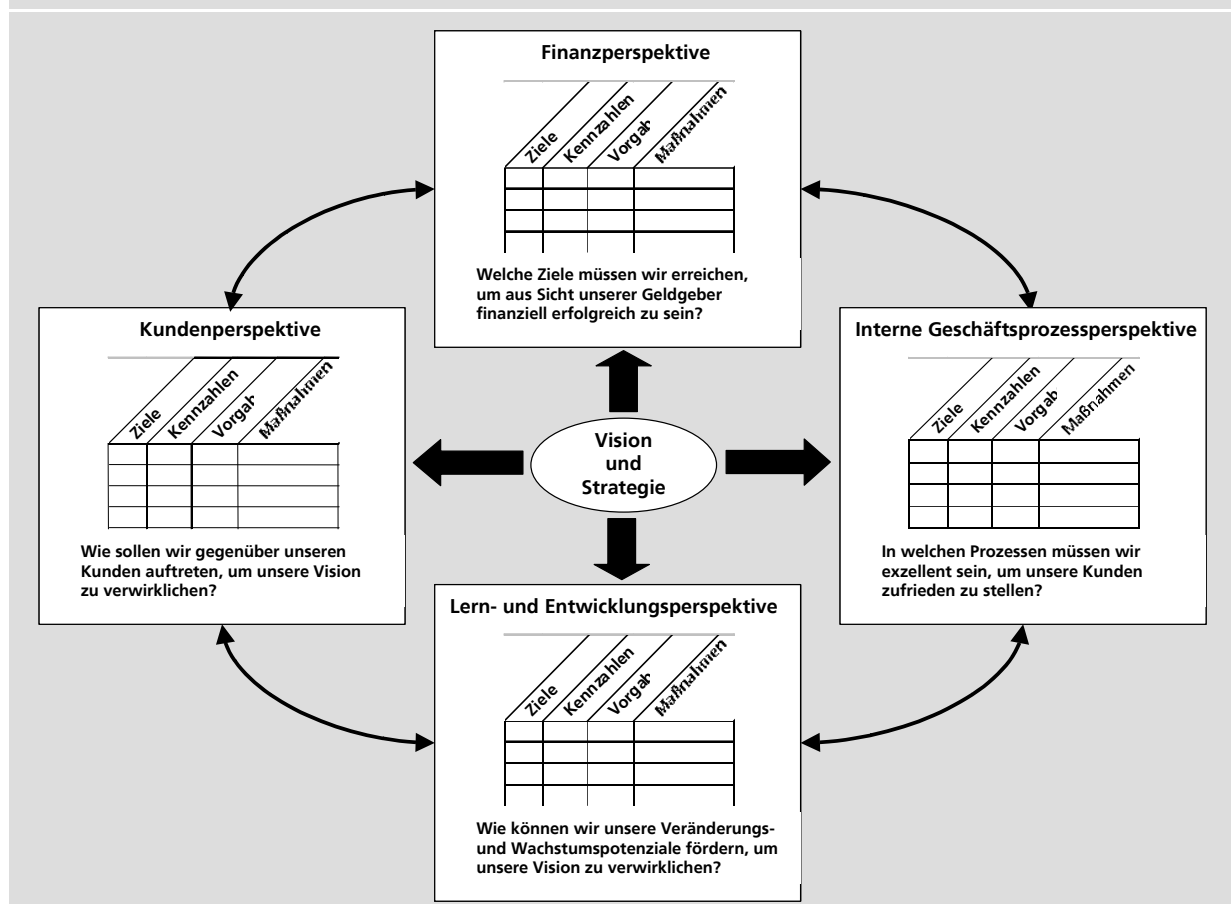 Finanzperspektive
Ziele
Kennzahlen
Vorgab
Maßnahmen
Welche Ziele müssen wir erreichen,
um aus Sicht unserer Geldgeber
finanziell erfolgreich zu sein?
Kundenperspektive
Ziele
Kennzahlen
Vorgab
Maßnahmen
Wie sollen wir gegenüber unseren
Kunden auftreten, um unsere Vision
zu verwirklichen?
Vision
und
Strategie
Interne Geschäftsprozessperspektive
Ziele
Kennzahlen
Vorgab
Maßnahmen
In welchen Prozessen müssen wir
exzellent sein, um unsere Kunden
zufrieden zu stellen?
Lern- und Entwicklungsperspektive
Ziele
Kennzahlen
Vorgab
Maßnahmen
Wie können wir unsere Veränderungs-
und Wachstumspotenziale fördern, um
unsere Vision zu verwirklichen?